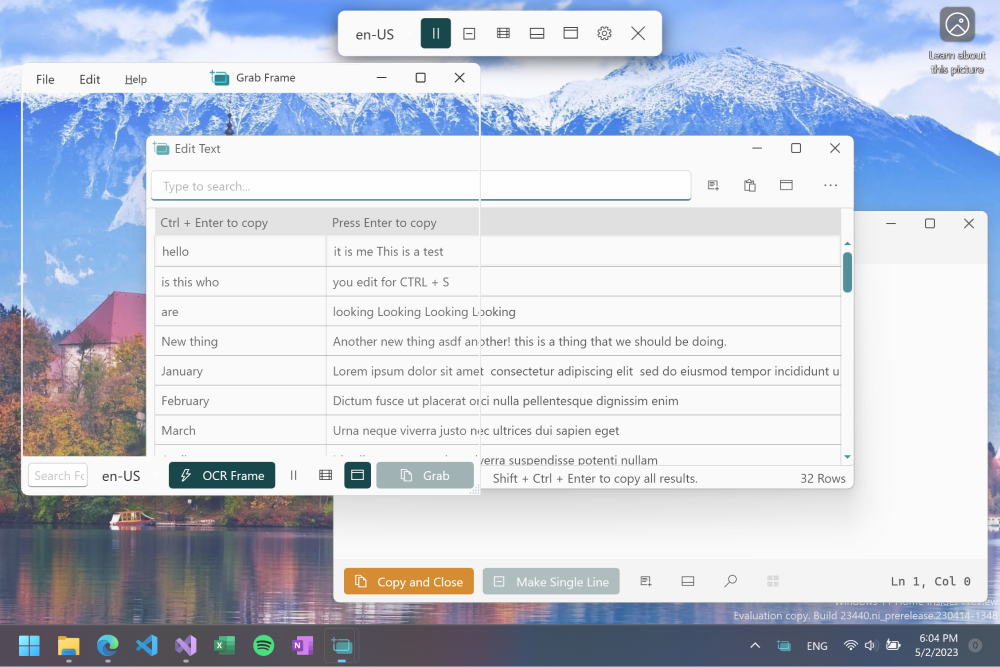 en-US
Learn about
this picture
File Edit Help Grab Frame
Edit Text
Type to search...
Ctrl + Enter to copy Press Enter to copy
hello it is me This is a test
is this who you edit for CTRL + S
are looking Looking Looking Looking
New thing Another new thing asdf another! this is a thing that we should be doing.
January Lorem ipsum dolor sit amet consectetur adipiscing elit sed do eiusmod tempor incididunt u
February Dictum fusce ut placerat orci nulla pellentesque dignissim enim
March Urna neque viverra justo nec ultrices dui sapien eget
suspendisse potenti nullam
Search Fo en-US OCR Frame Grab
Shift + Ctrl + Enter to copy all results. 32 Rows
Copy and Close Make Single Line Ln 1, Col 0
Evaluation copy. Build 23440.ni_prerelease.230414-1348
ENG
6:04 PM
5/2/2023